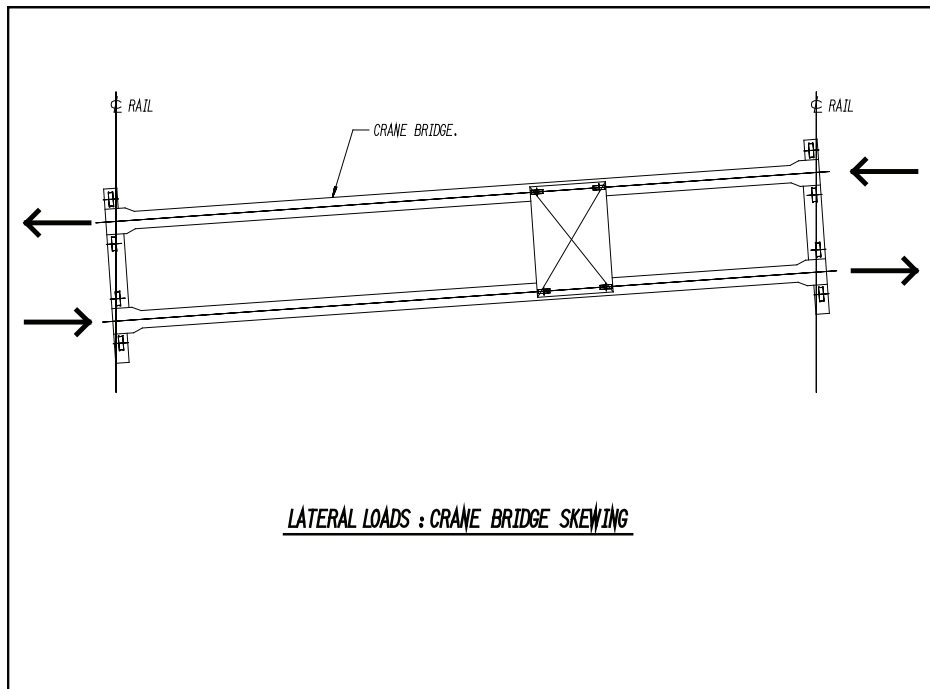 ℄ RAIL
℄ RAIL
CRANE BRIDGE.
LATERAL LOADS : CRANE BRIDGE SKEWING